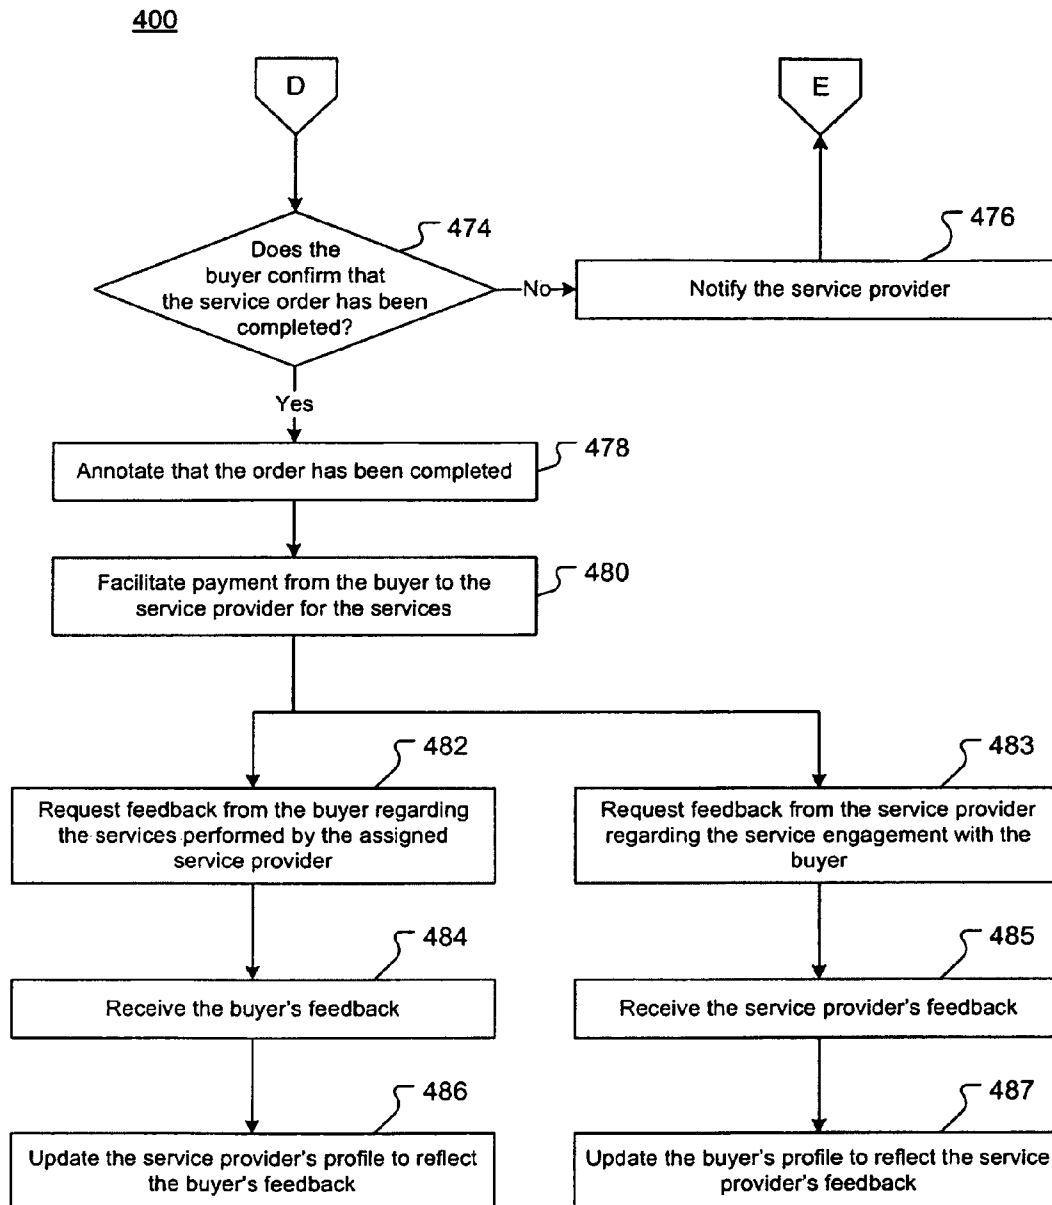 400
D
E
474
476
Does the
buyer confirm that
the service order has been
completed?
No
Notify the service provider
Yes
478
Annotate that the order has been completed
480
Facilitate payment from the buyer to the
service provider for the services
482
483
Request feedback from the buyer regarding
the services performed by the assigned
service provider
Request feedback from the service provider
regarding the service engagement with the
buyer
484
485
Receive the buyer's feedback
Receive the service provider's feedback
486
487
Update the service provider's profile to reflect
the buyer's feedback
Update the buyer's profile to reflect the service
provider's feedback